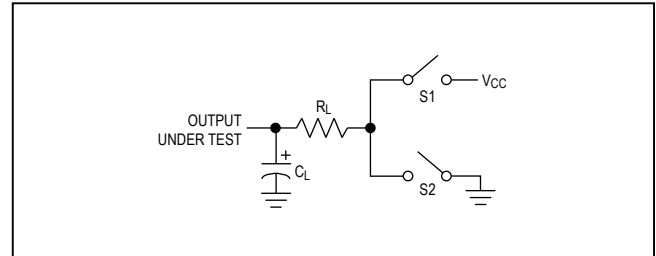 VCC
S1
RL
OUTPUT
UNDER TEST
+
CL
S2